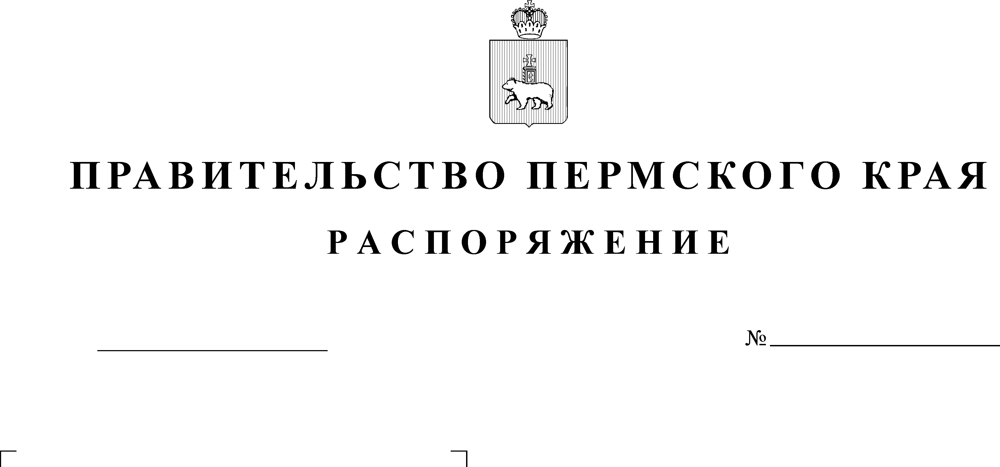 ПРАВИТЕЛЬСТВО ПЕРМСКОГО КРАЯ
РАСПОРЯЖЕНИЕ
№